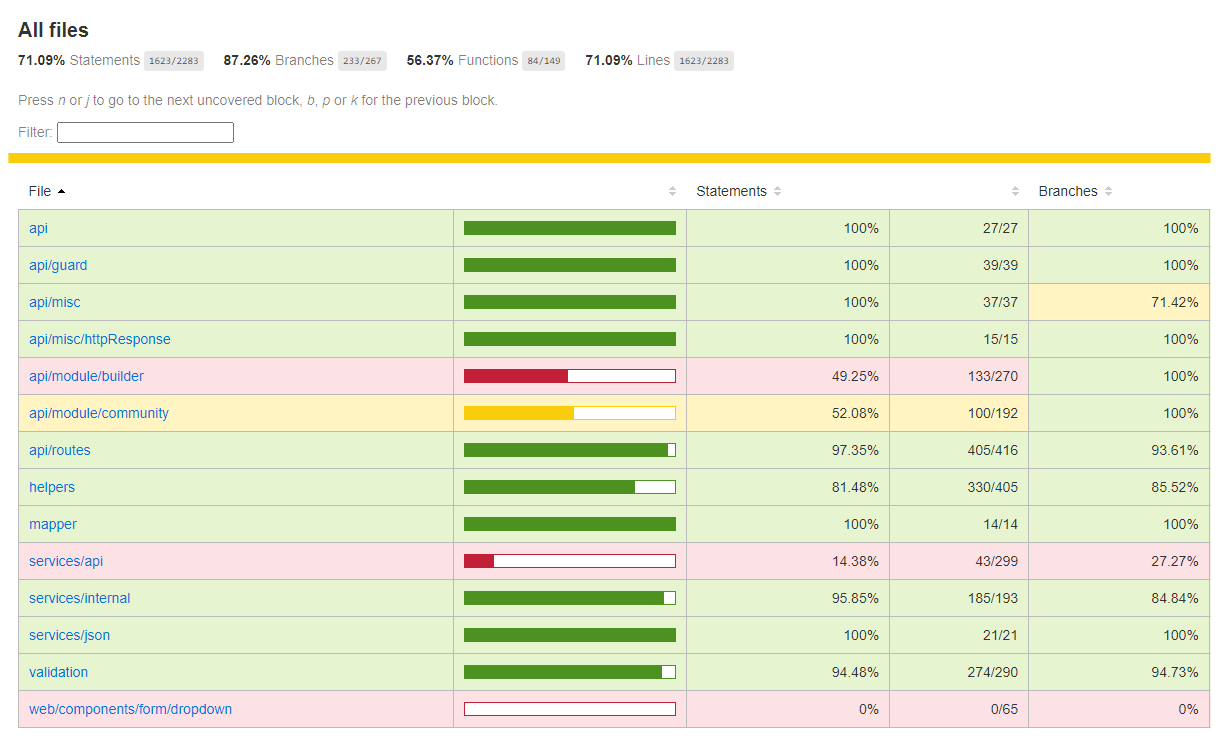 All files
71.09% Statements 1623/2283 87.26% Branches 233/267 56.37% Functions 84/149 71.09% Lines 1623/2283
Press n or j to go to the next uncovered block, b, p or k for the previous block.
Filter:
File Statements Branches
api 100% 27/27 100%
api/guard 100% 39/39 100%
api/misc 100% 37/37 71.42%
api/misc/httpResponse 100% 15/15 100%
api/module/builder 49.25% 133/270 100%
api/module/community 52.08% 100/192 100%
api/routes 97.35% 405/416 93.61%
helpers 81.48% 330/405 85.52%
mapper 100% 14/14 100%
services/api 14.38% 43/299 27.27%
services/internal 95.85% 185/193 84.84%
services/json 100% 21/21 100%
validation 94.48% 274/290 94.73%
web/components/form/dropdown 0% 0/65 0%